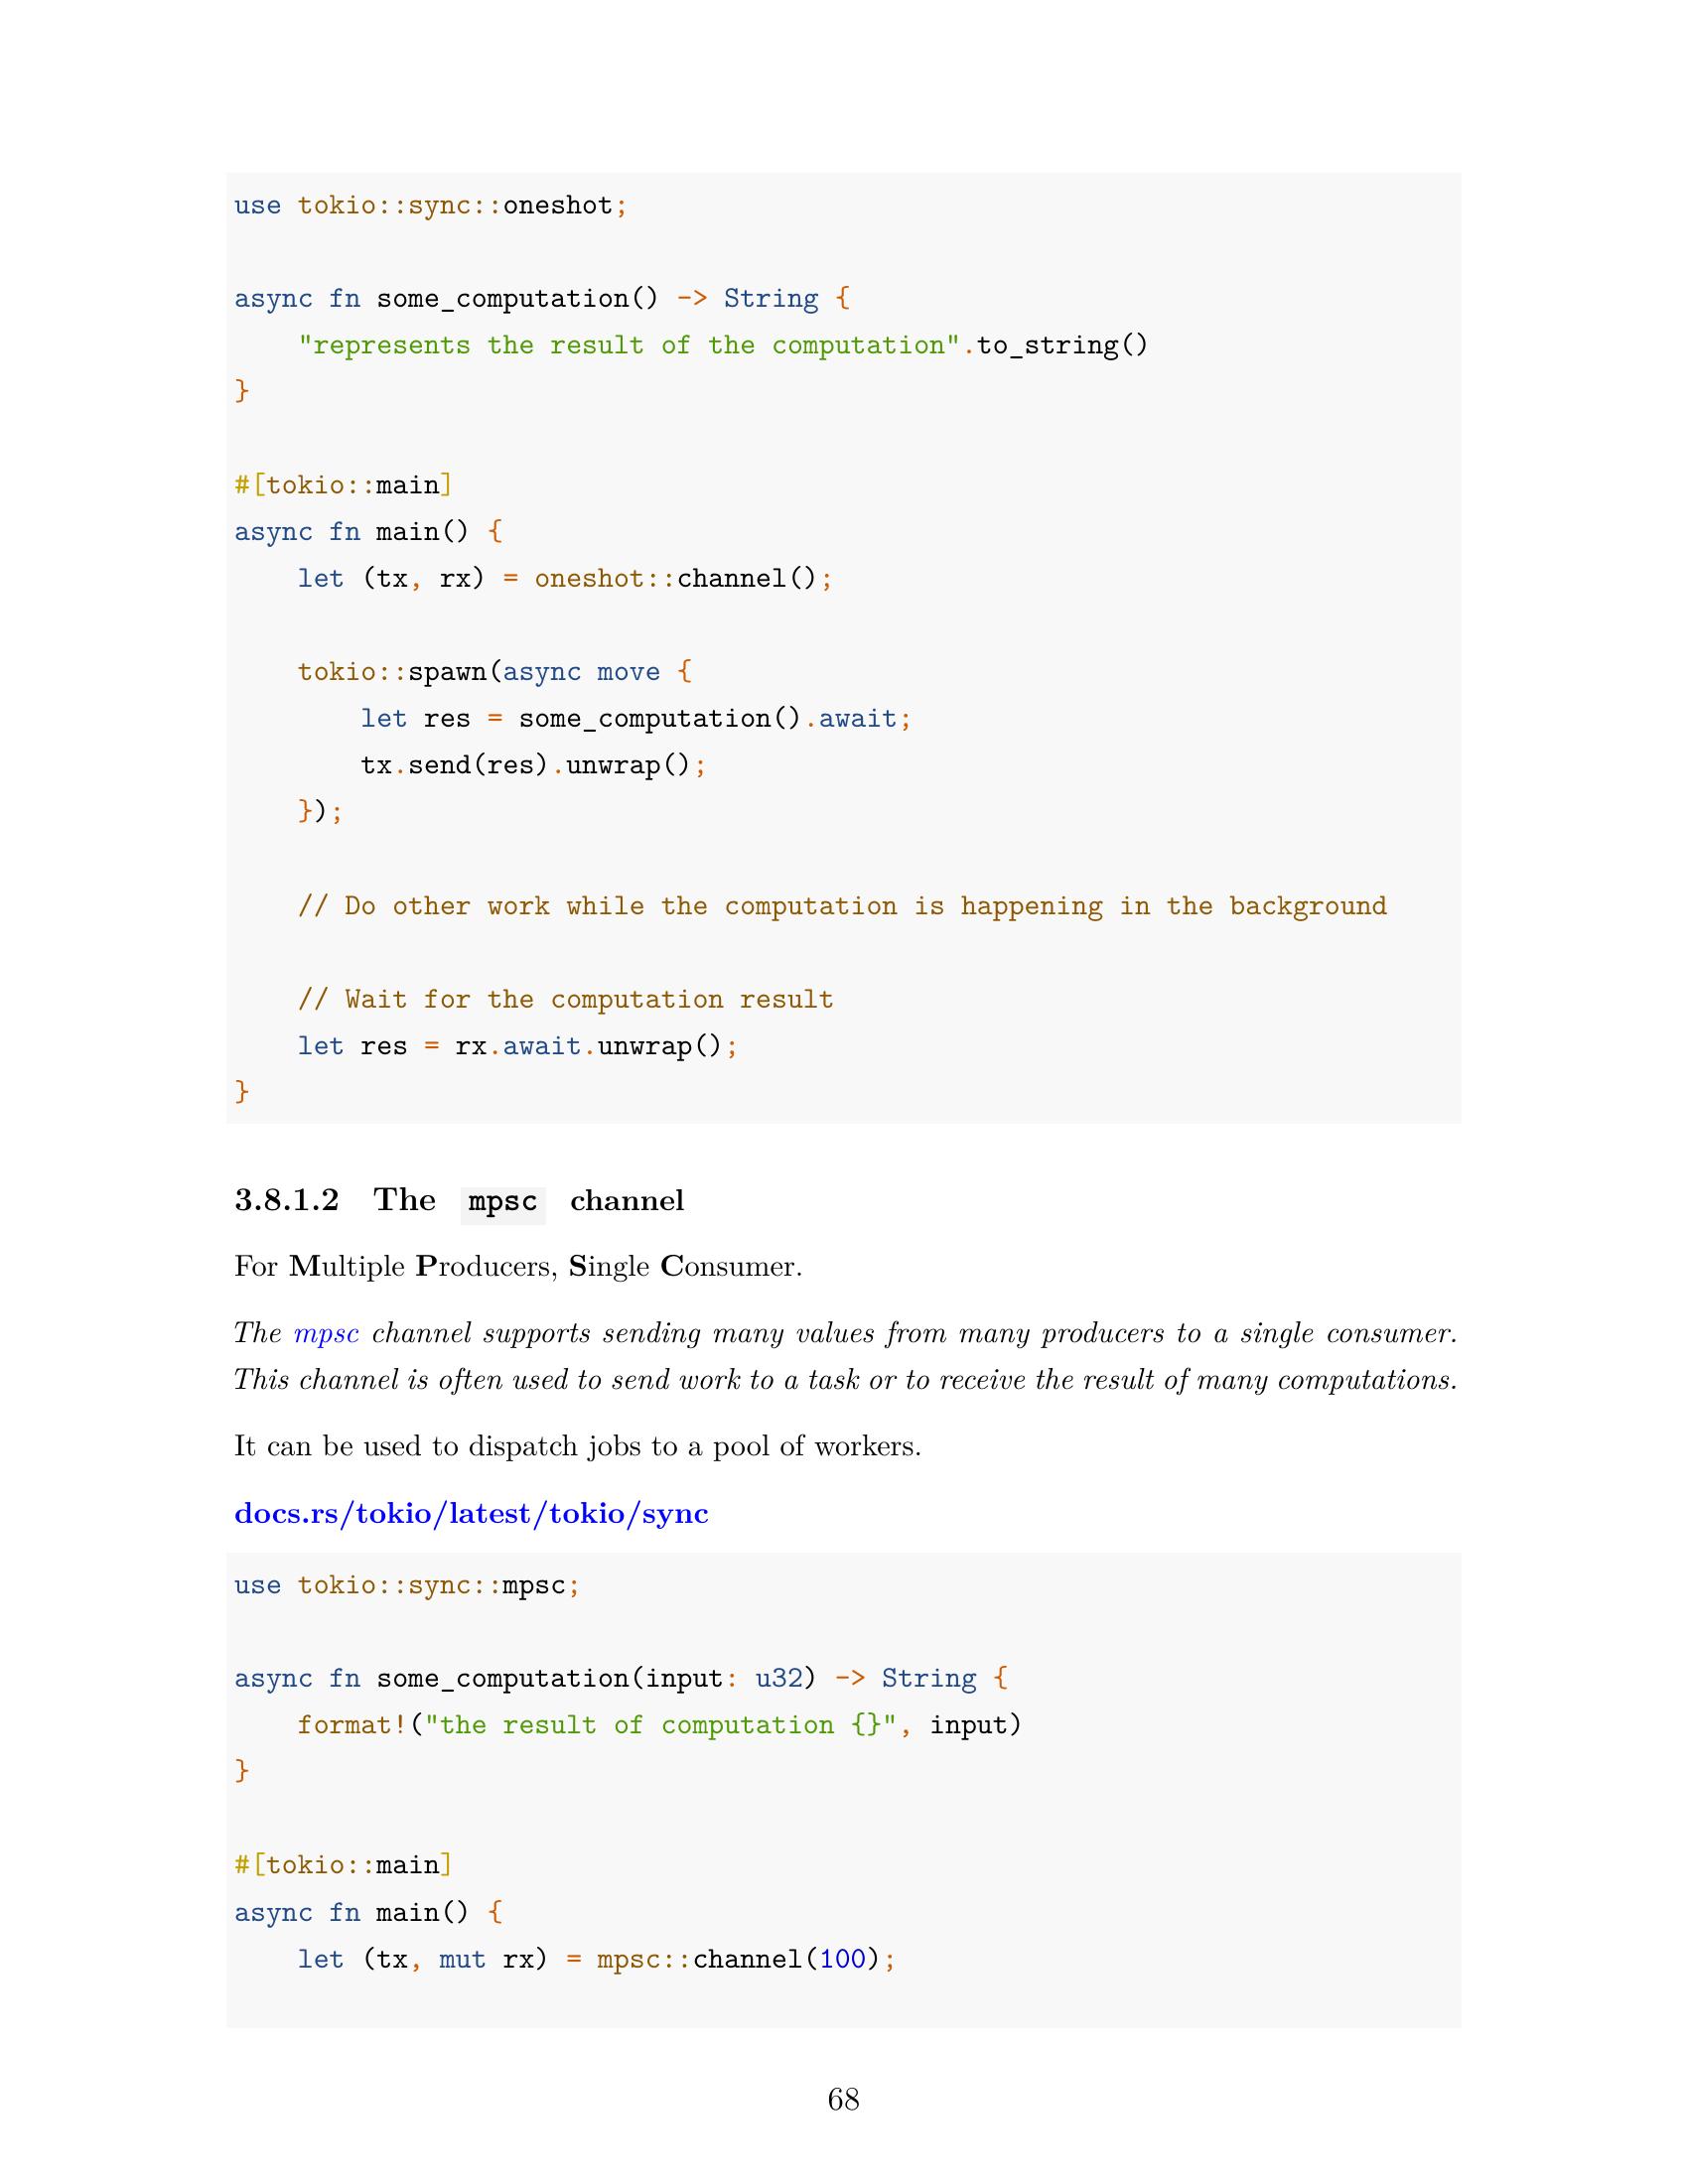 use tokio::sync::oneshot;
async fn some_computation() -> String {
    "represents the result of the computation".to_string()
}
#[tokio::main]
async fn main() {
    let (tx, rx) = oneshot::channel();
    tokio::spawn(async move {
        let res = some_computation().await;
        tx.send(res).unwrap();
    });
    // Do other work while the computation is happening in the background
    // Wait for the computation result
    let res = rx.await.unwrap();
}
3.8.1.2 The mpsc channel
For Multiple Producers, Single Consumer.
The mpsc channel supports sending many values from many producers to a single consumer.
This channel is often used to send work to a task or to receive the result of many computations.
It can be used to dispatch jobs to a pool of workers.
docs.rs/tokio/latest/tokio/sync
use tokio::sync::mpsc;
async fn some_computation(input: u32) -> String {
    format!("the result of computation {}", input)
}
#[tokio::main]
async fn main() {
    let (tx, mut rx) = mpsc::channel(100);
68